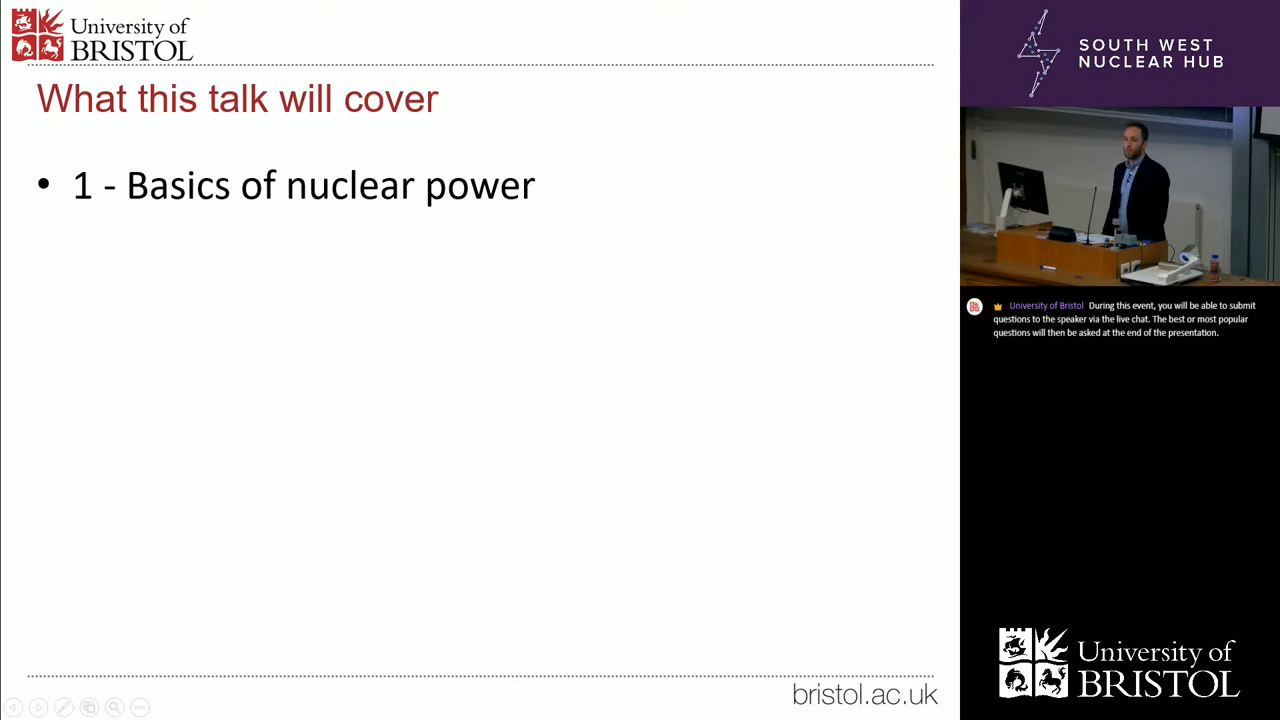 University of
BRISTOL
What this talk will cover
• 1 - Basics of nuclear power
bristol.ac.uk
SOUTH WEST
NUCLEAR HUB
University of Bristol During this event, you will be able to submit
questions to the speaker via the live chat. The best or most popular
questions will then be asked at the end of the presentation.
University of
BRISTOL